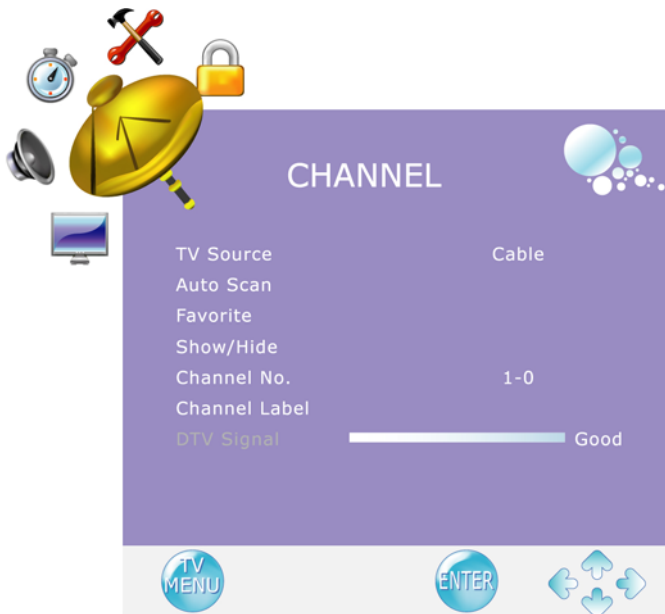 CHANNEL
TV Source Cable
Auto Scan
Favorite
Show/Hide
Channel No. 1-0
Channel Label
DTV Signal Good
TV
MENU
ENTER